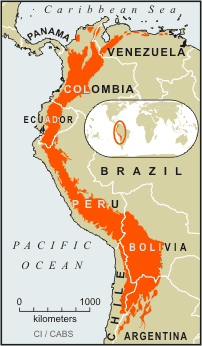 Caribbean Sea
PANAMA
VENEZUELA
COLOMBIA
ECUADOR
BRAZIL
PERU
PACIFIC
OCEAN
BOLIVIA
CHILE
0 1000
kilometers
CI / CABS
ARGENTINA